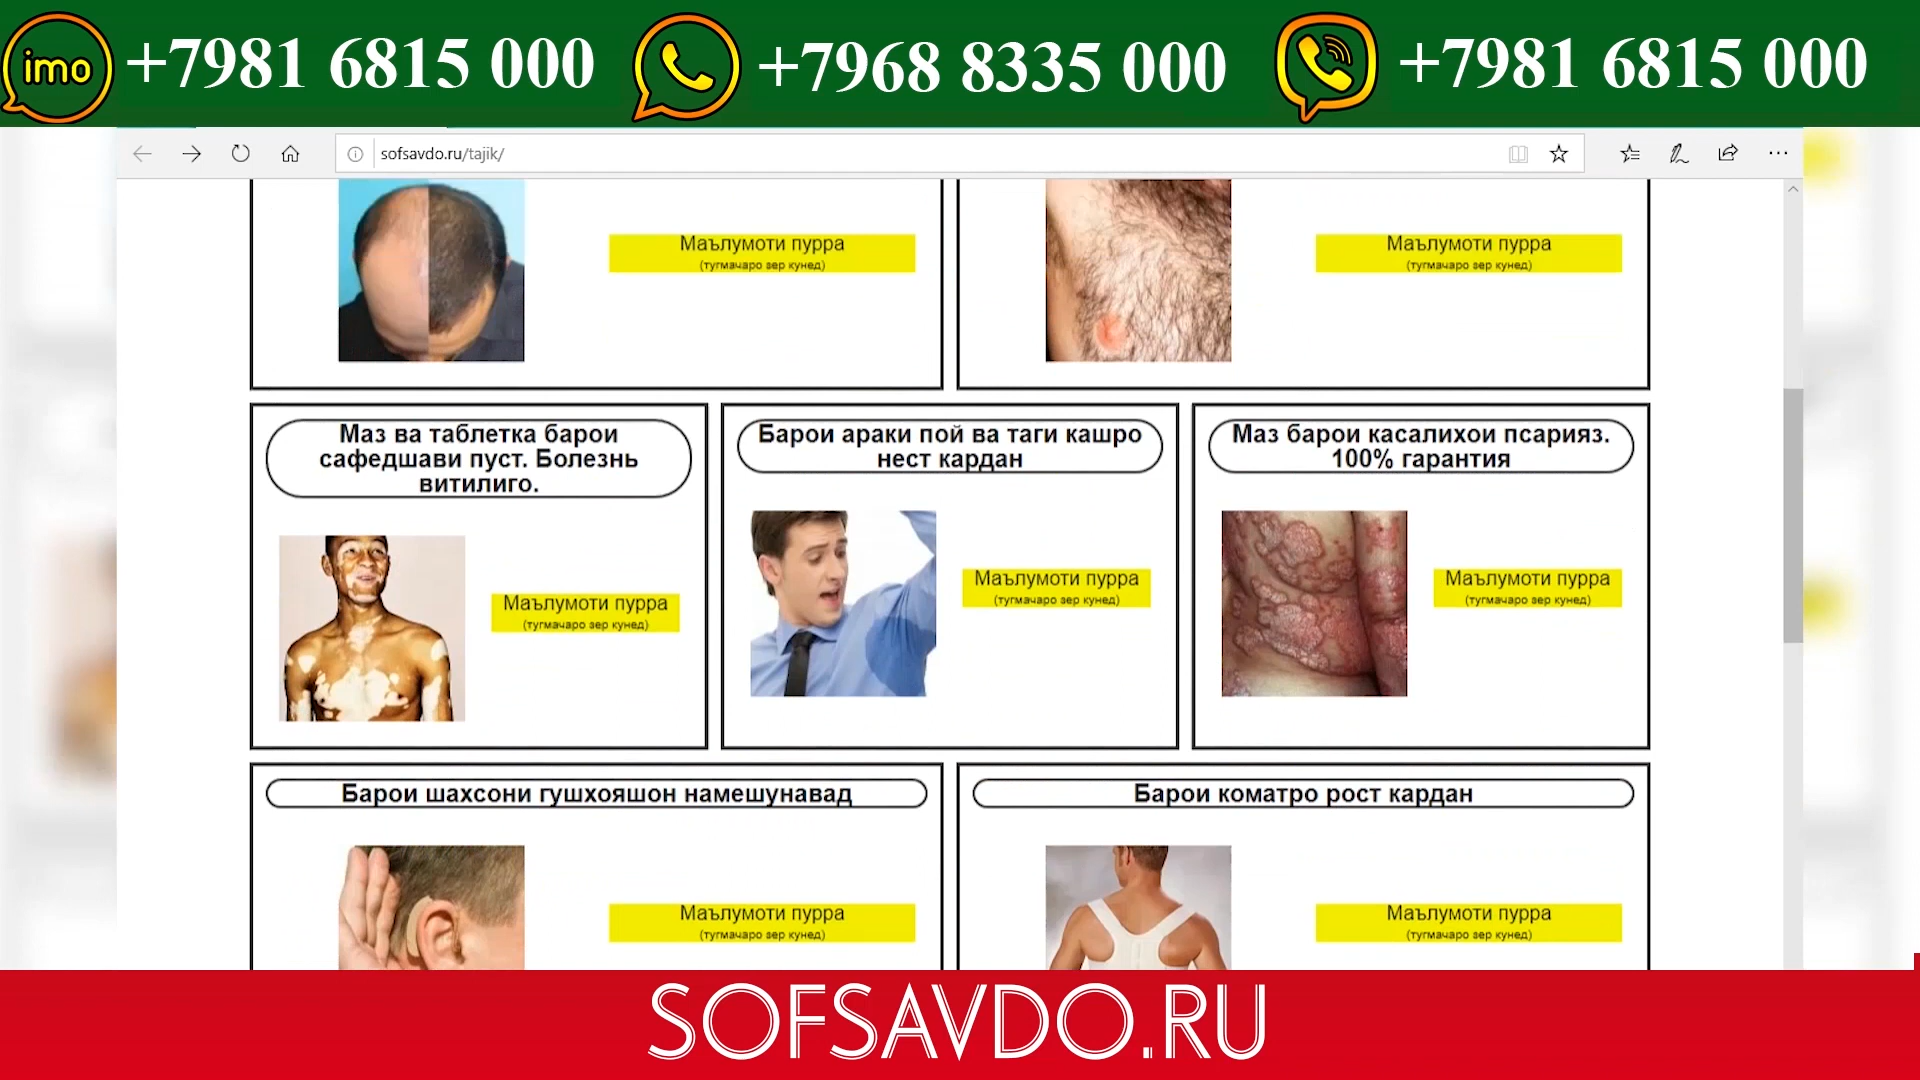 imo +7981 6815 000 +7968 8335 000 +7981 6815 000
sofsavdo.ru/tajik/
Маълумоти пурра
(тугмачаро зер кунед)
Маълумоти пурра
(тугмачаро зер кунед)
Маз ва таблетка барои
сафедшави пуст. Болезнь
витилиго.
Маълумоти пурра
(тугмачаро зер кунед)
Барои араки пой ва таги кашро
нест кардан
Маълумоти пурра
(тугмачаро зер кунед)
Маз барои касалихои псарияз.
100% гарантия
Маълумоти пурра
(тугмачаро зер кунед)
Барои шахсони гушхояшон намешунавад
Маълумоти пурра
(тугмачаро зер кунед)
Барои коматро рост кардан
Маълумоти пурра
(тугмачаро зер кунед)
SOFSAVDO.RU